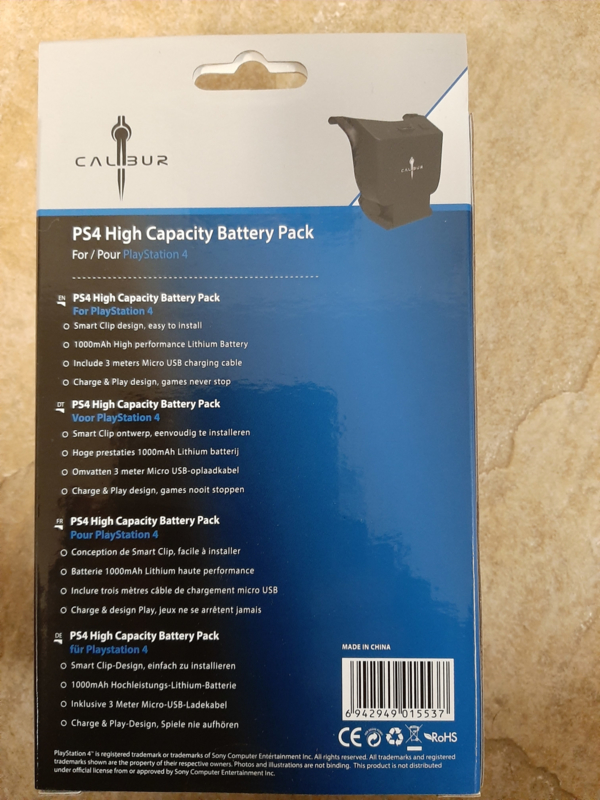 CALIBUR
CALIBUR
PS4 High Capacity Battery Pack
For / Pour PlayStation 4
EN PS4 High Capacity Battery Pack
For PlayStation 4
Smart Clip design, easy to install
1000mAh High performance Lithium Battery
Include 3 meters Micro USB charging cable
Charge & Play design, games never stop
DT PS4 High Capacity Battery Pack
Voor PlayStation 4
Smart Clip ontwerp, eenvoudig te installeren
Hoge prestaties 1000mAh Lithium batterij
Omvatten 3 meter Micro USB-oplaadkabel
Charge & Play design, games nooit stoppen
FR PS4 High Capacity Battery Pack
Pour PlayStation 4
Conception de Smart Clip, facile à installer
Batterie 1000mAh Lithium haute performance
Inclure trois mètres câble de chargement micro USB
Charge & design Play, jeux ne se arrêtent jamais
DE PS4 High Capacity Battery Pack
für Playstation 4
Smart Clip-Design, einfach zu installieren
1000mAh Hochleistungs-Lithium-Batterie
Inklusive 3 Meter Micro-USB-Ladekabel
Charge & Play-Design, Spiele nie aufhören
MADE IN CHINA
6 942949 015537
CE RoHS
PlayStation 4™ is registered trademark or trademarks of Sony Computer Entertainment Inc. All rights reserved. All trademarks and registered
trademarks shown are the property of their respective owners. Photos and Illustrations are not binding. This product is not distributed
under official license from or approved by Sony Computer Entertainment Inc.